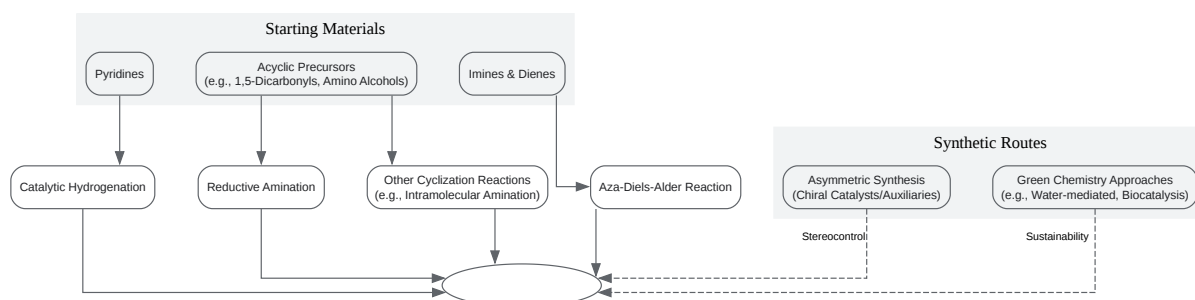 Starting Materials
Pyridines
Acyclic Precursors
(e.g., 1,5-Dicarbonyls, Amino Alcohols)
Imines & Dienes
Synthetic Routes
Catalytic Hydrogenation
Reductive Amination
Other Cyclization Reactions
(e.g., Intramolecular Amination)
Aza-Diels-Alder Reaction
Asymmetric Synthesis
(Chiral Catalysts/Auxiliaries)
Green Chemistry Approaches
(e.g., Water-mediated, Biocatalysis)
Stereocontrol
Sustainability